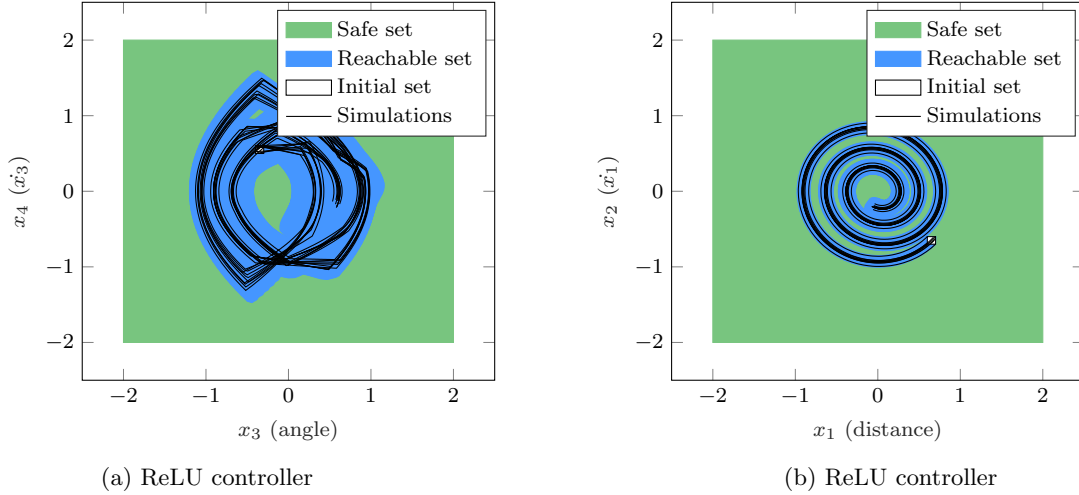 Safe set
Reachable set
Initial set
Simulations
2
1
0
−1
−2
x₄ (ẋ₃)
−2 −1 0 1 2
x₃ (angle)
(a) ReLU controller
Safe set
Reachable set
Initial set
Simulations
2
1
0
−1
−2
x₂ (ẋ₁)
−2 −1 0 1 2
x₁ (distance)
(b) ReLU controller